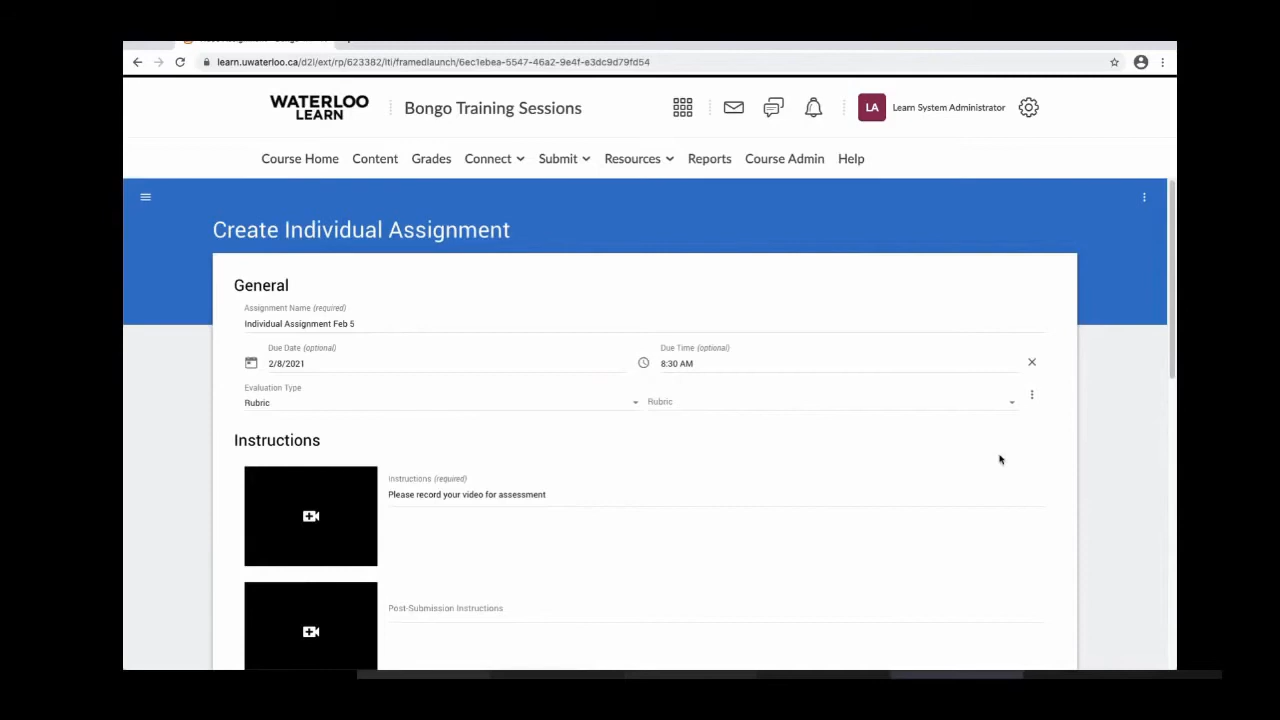 learn.uwaterloo.ca/d2l/ext/rp/623382/lti/framedlaunch/6ec1ebea-5547-46a2-9e4f-e3dc9d79fd54
WATERLOO
LEARN
Bongo Training Sessions
LA
Learn System Administrator
Course Home
Content
Grades
Connect
Submit
Resources
Reports
Course Admin
Help
Create Individual Assignment
General
Assignment Name (required)
Individual Assignment Feb 5
Due Date (optional)
Due Time (optional)
2/8/2021
8:30 AM
Evaluation Type
Rubric
Rubric
Instructions
Instructions (required)
Please record your video for assessment
Post-Submission Instructions